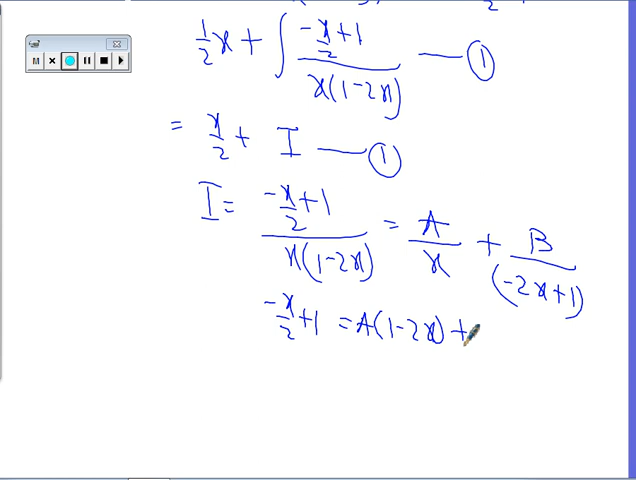 1/2 x + ∫ (-x/2 + 1)/(x(1-2x)) — ①
= x/2 + I — ①
I = (-x/2 + 1)/(x(1-2x)) = A/x + B/(-2x+1)
-x/2 + 1 = A(1-2x) +